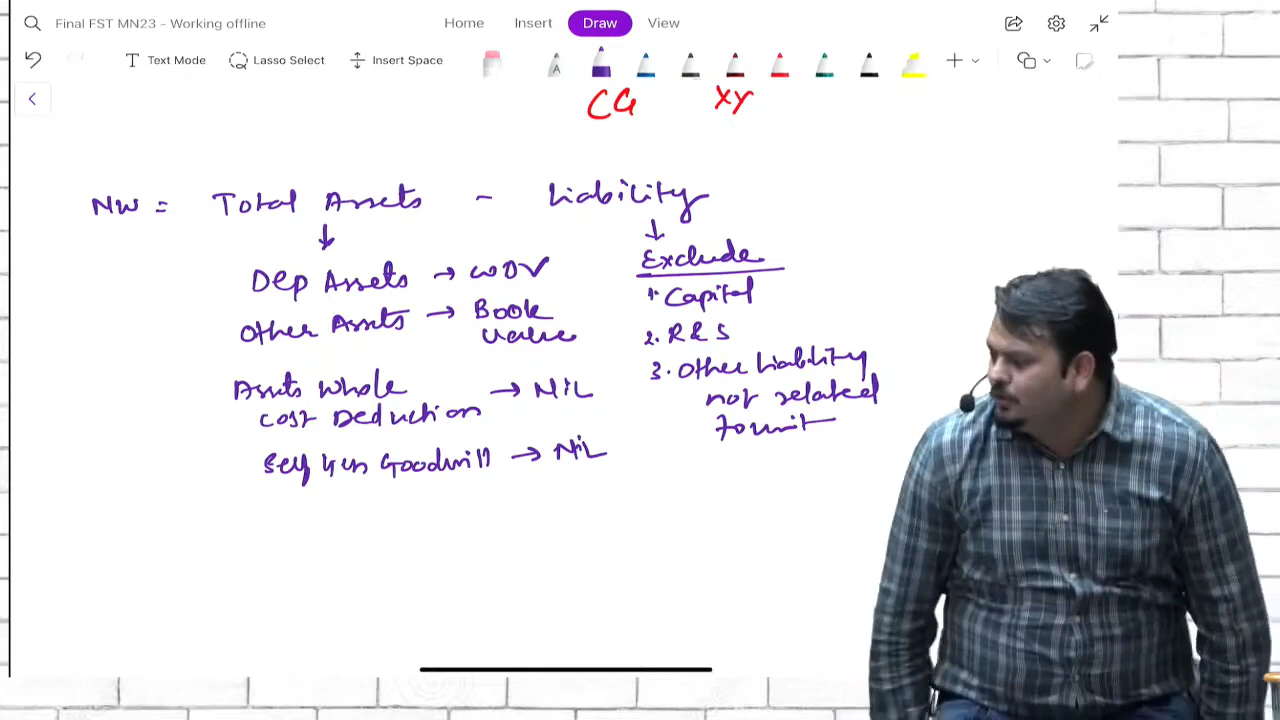 Final FST MN23 - Working offline
Home Insert Draw View
Text Mode Lasso Select Insert Space
CG XY
NW = Total Assets - Liability
Dep Assets → WDV
Other Assets → Book Value
Assets Whole Cost Deduction → NIL
Self Gen Goodwill → NIL
Exclude
1. Capital
2. R & S
3. Other Liability
not related
to unit